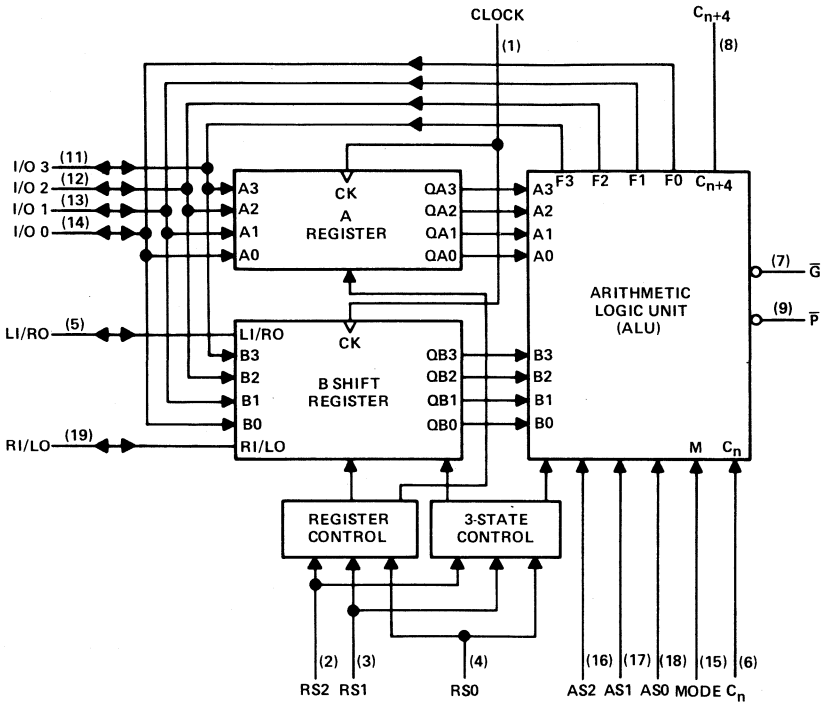 CLOCK
(1)
Cn+4
(8)
I/O 3 (11)
I/O 2 (12)
I/O 1 (13)
I/O 0 (14)
A3
A2
A1
A0
CK
A
REGISTER
QA3
QA2
QA1
QA0
A3
A2
A1
A0
F3 F2 F1 F0 Cn+4
ARITHMETIC
LOGIC UNIT
(ALU)
(7) G̅
(9) P̅
LI/RO (5)
LI/RO
CK
B3
B2
B1
B0
RI/LO
B SHIFT
REGISTER
QB3
QB2
QB1
QB0
B3
B2
B1
B0
RI/LO (19)
M Cn
REGISTER
CONTROL
3-STATE
CONTROL
(2) (3) (4) (16) (17) (18) (15) (6)
RS2 RS1 RS0 AS2 AS1 AS0 MODE Cn